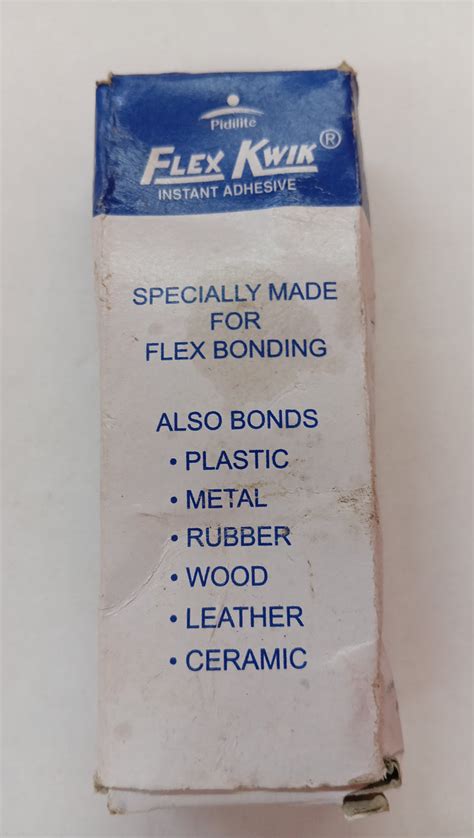 Pidilite
FLEX KWIK®
INSTANT ADHESIVE
SPECIALLY MADE
FOR
FLEX BONDING
ALSO BONDS
• PLASTIC
• METAL
• RUBBER
• WOOD
• LEATHER
• CERAMIC